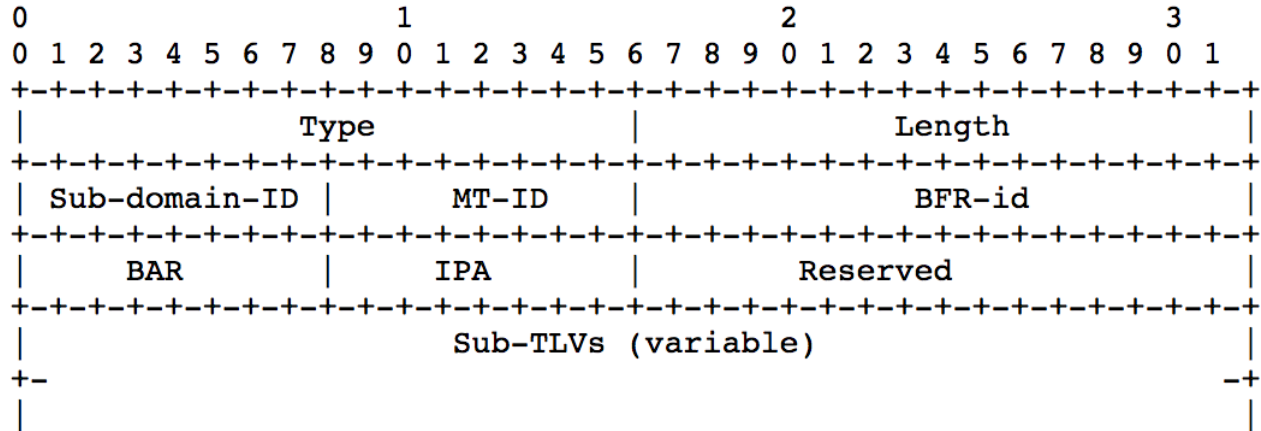 0                   1                   2                   3
0 1 2 3 4 5 6 7 8 9 0 1 2 3 4 5 6 7 8 9 0 1 2 3 4 5 6 7 8 9 0 1
+-+-+-+-+-+-+-+-+-+-+-+-+-+-+-+-+-+-+-+-+-+-+-+-+-+-+-+-+-+-+-+-+
|              Type             |             Length            |
+-+-+-+-+-+-+-+-+-+-+-+-+-+-+-+-+-+-+-+-+-+-+-+-+-+-+-+-+-+-+-+-+
| Sub-domain-ID |      MT-ID    |              BFR-id           |
+-+-+-+-+-+-+-+-+-+-+-+-+-+-+-+-+-+-+-+-+-+-+-+-+-+-+-+-+-+-+-+-+
|     BAR       |     IPA       |        Reserved               |
+-+-+-+-+-+-+-+-+-+-+-+-+-+-+-+-+-+-+-+-+-+-+-+-+-+-+-+-+-+-+-+-+
|                      Sub-TLVs (variable)                      |
+-                                                             -+
|                                                               |